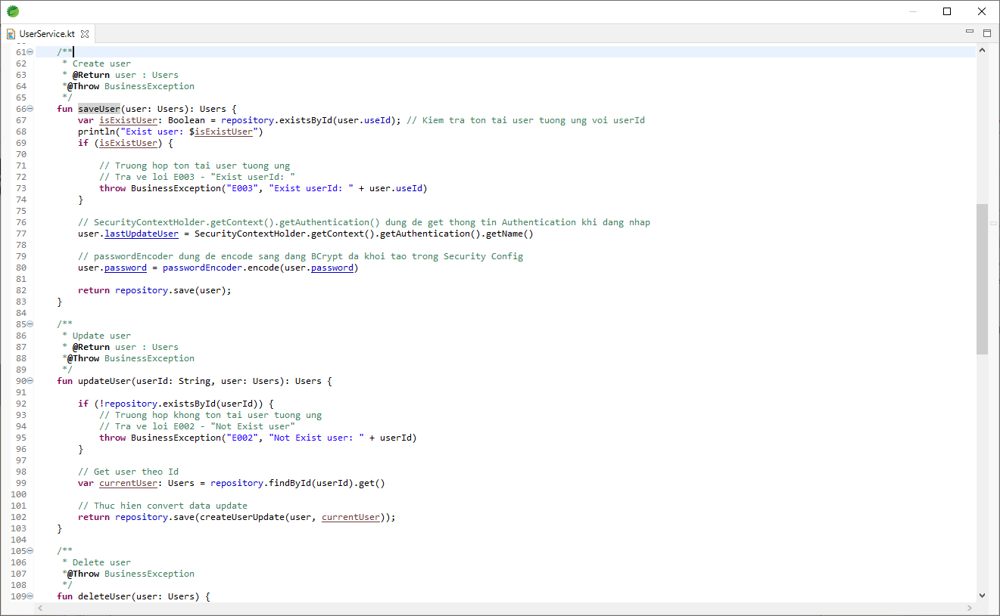 UserService.kt
61 /**
62 * Create user
63 * @Return user : Users
64 *@Throw BusinessException
65 */
66 fun saveUser(user: Users): Users {
67 var isExistUser: Boolean = repository.existsById(user.useId); // Kiem tra ton tai user tuong ung voi userId
68 println("Exist user: $isExistUser")
69 if (isExistUser) {
70
71 // Truong hop ton tai user tuong ung
72 // Tra ve loi E003 - "Exist userId: "
73 throw BusinessException("E003", "Exist userId: " + user.useId)
74 }
75
76 // SecurityContextHolder.getContext().getAuthentication() dung de get thong tin Authentication khi dang nhap
77 user.lastUpdateUser = SecurityContextHolder.getContext().getAuthentication().getName()
78
79 // passwordEncoder dung de encode sang dang BCrypt da khoi tao trong Security Config
80 user.password = passwordEncoder.encode(user.password)
81
82 return repository.save(user);
83 }
84
85 /**
86 * Update user
87 * @Return user : Users
88 *@Throw BusinessException
89 */
90 fun updateUser(userId: String, user: Users): Users {
91
92 if (!repository.existsById(userId)) {
93 // Truong hop khong ton tai user tuong ung
94 // Tra ve loi E002 - "Not Exist user"
95 throw BusinessException("E002", "Not Exist user: " + userId)
96 }
97
98 // Get user theo Id
99 var currentUser: Users = repository.findById(userId).get()
100
101 // Thuc hien convert data update
102 return repository.save(createUserUpdate(user, currentUser));
103 }
104
105 /**
106 * Delete user
107 *@Throw BusinessException
108 */
109 fun deleteUser(user: Users) {